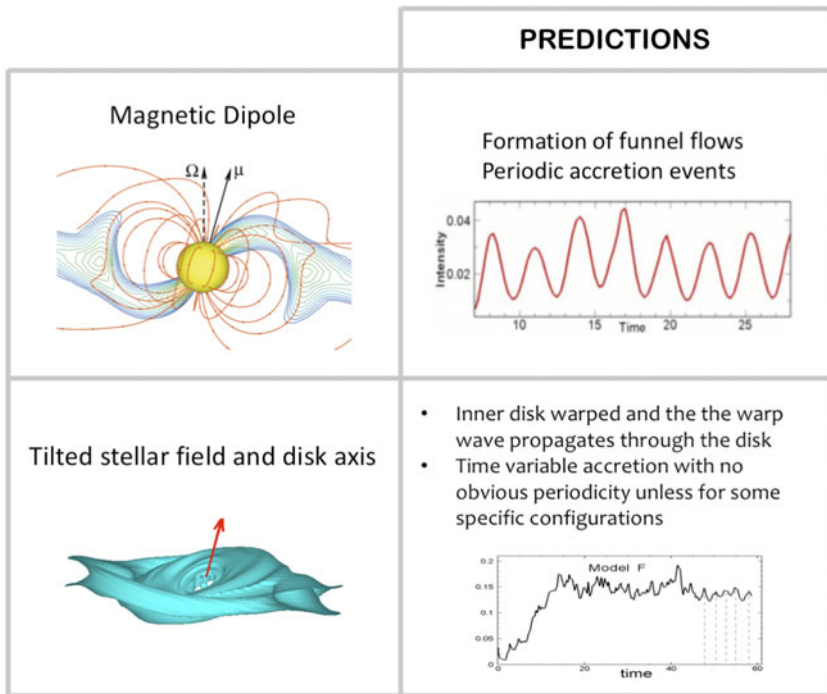 PREDICTIONS
Magnetic Dipole
Ω
μ
Formation of funnel flows
Periodic accretion events
Intensity
0.04
0.02
10
15
20
25
Time
Tilted stellar field and disk axis
• Inner disk warped and the the warp
wave propagates through the disk
• Time variable accretion with no
obvious periodicity unless for some
specific configurations
Model F
0.2
0.15
0.1
0.05
0
0
20
40
60
time